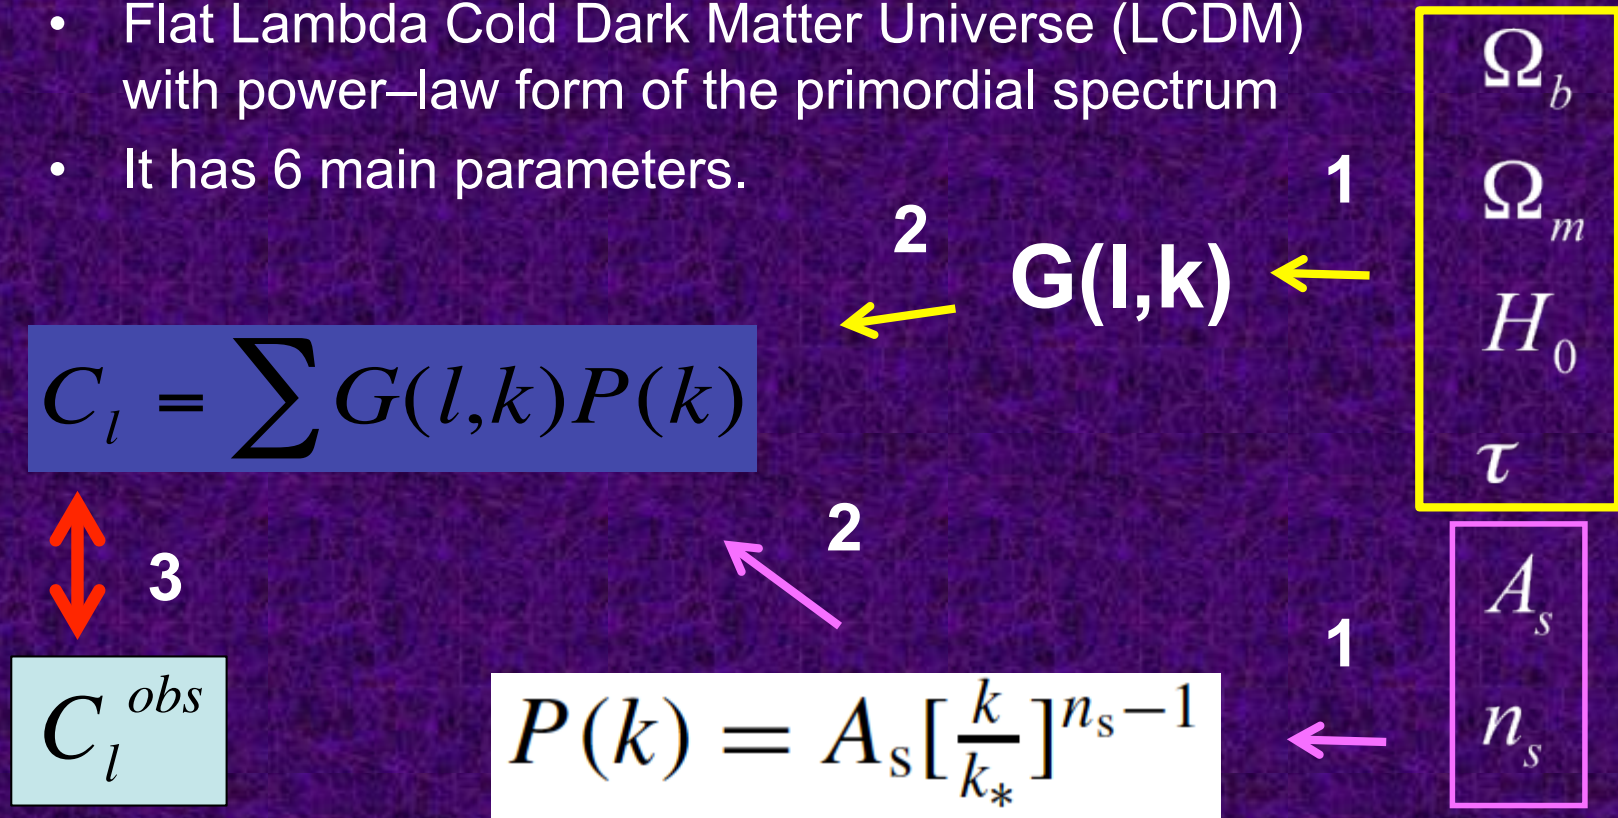 • Flat Lambda Cold Dark Matter Universe (LCDM)
with power–law form of the primordial spectrum
• It has 6 main parameters.
Ω_b
Ω_m
H_0
τ
1
G(l,k)
2
C_l = ∑ G(l,k)P(k)
2
3
A_s
n_s
1
C_l^{obs}
P(k) = A_s[\frac{k}{k_*}]^{n_s−1}